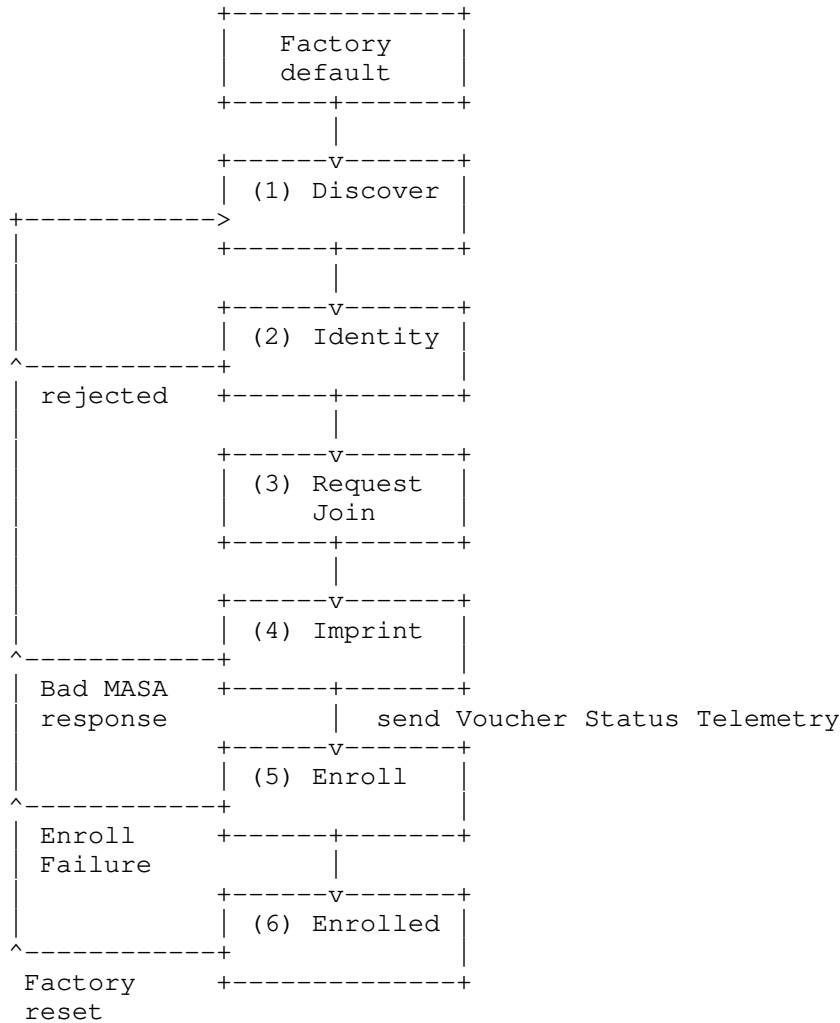 Factory
default
(1) Discover
(2) Identity
rejected
(3) Request
Join
(4) Imprint
Bad MASA
response
send Voucher Status Telemetry
(5) Enroll
Enroll
Failure
(6) Enrolled
Factory
reset